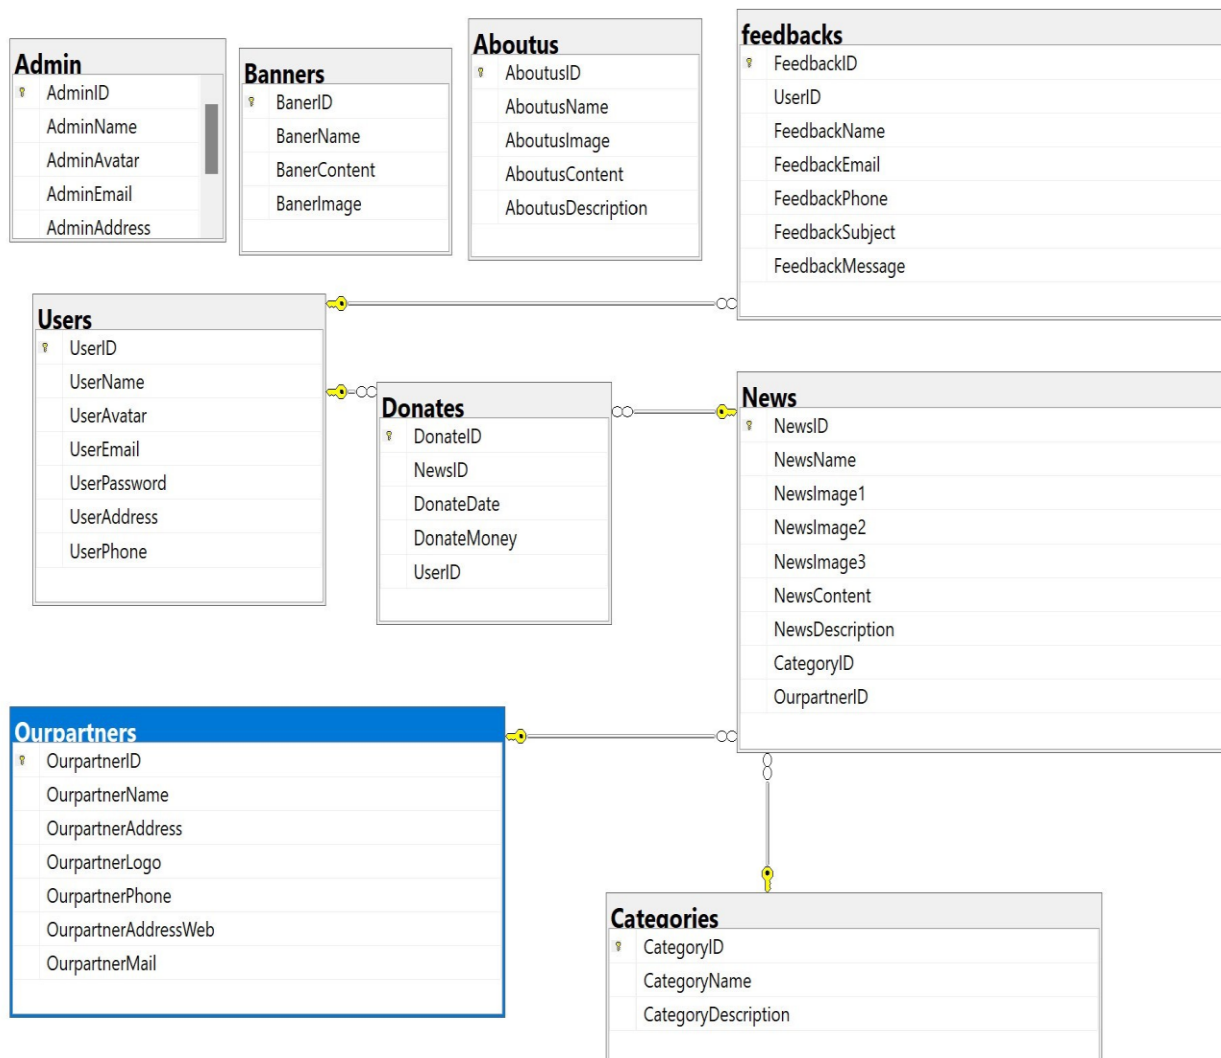 Admin
AdminID
AdminName
AdminAvatar
AdminEmail
AdminAddress
Banners
BanerID
BanerName
BanerContent
BanerImage
Aboutus
AboutusID
AboutusName
AboutusImage
AboutusContent
AboutusDescription
feedbacks
FeedbackID
UserID
FeedbackName
FeedbackEmail
FeedbackPhone
FeedbackSubject
FeedbackMessage
Users
UserID
UserName
UserAvatar
UserEmail
UserPassword
UserAddress
UserPhone
Donates
DonateID
NewsID
DonateDate
DonateMoney
UserID
News
NewsID
NewsName
NewsImage1
NewsImage2
NewsImage3
NewsContent
NewsDescription
CategoryID
OurpartnerID
Ourpartners
OurpartnerID
OurpartnerName
OurpartnerAddress
OurpartnerLogo
OurpartnerPhone
OurpartnerAddressWeb
OurpartnerMail
Categories
CategoryID
CategoryName
CategoryDescription